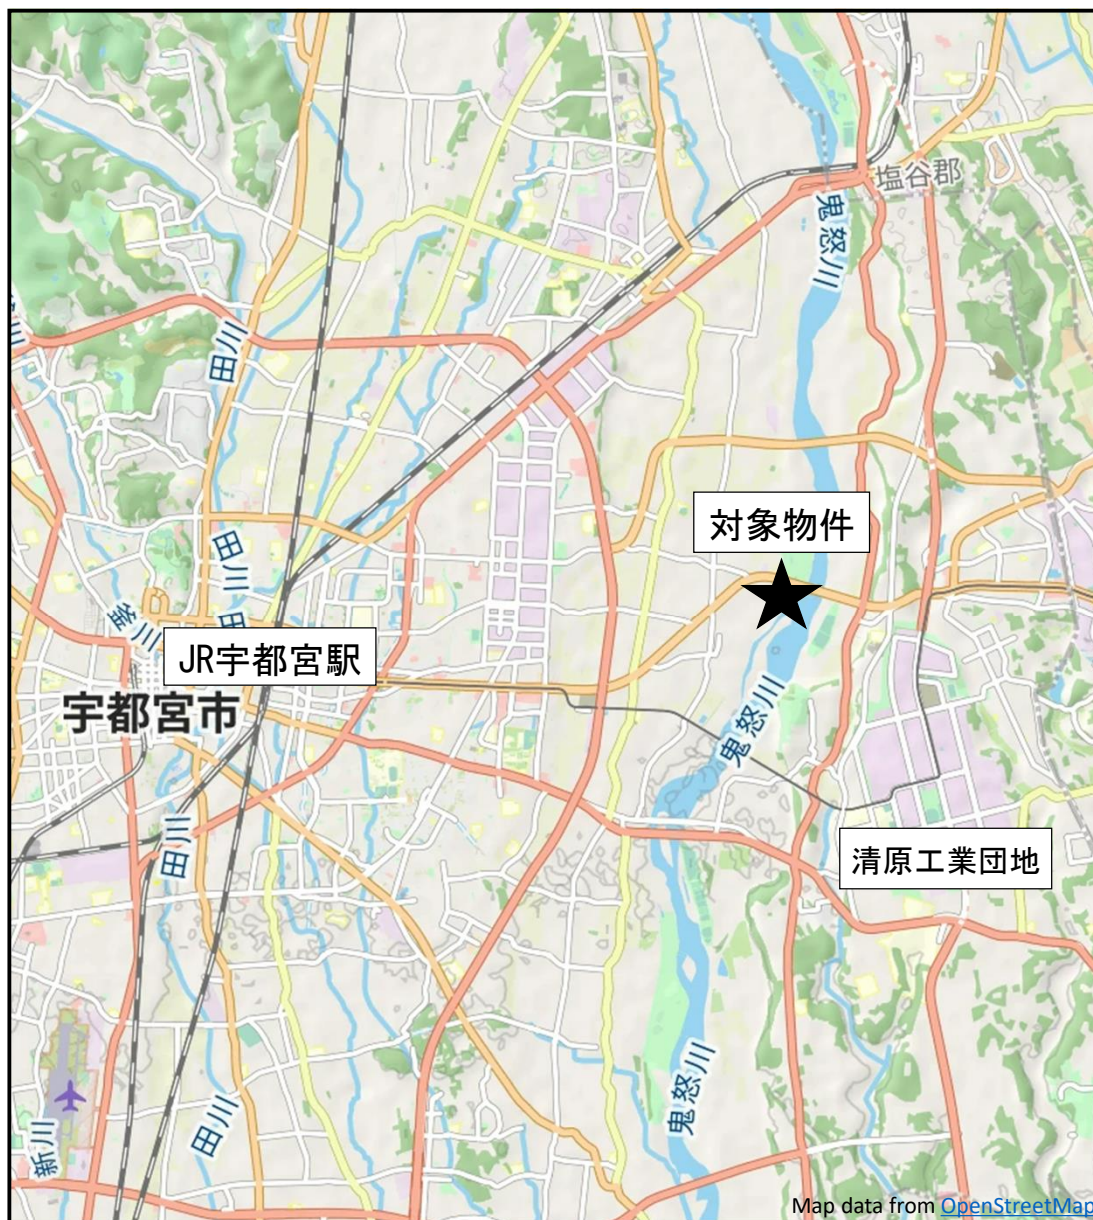 塩谷郡
鬼怒川
川
田川
対象物件
田川
田
釜川
JR宇都宮駅
宇都宮市
鬼怒川
田川
清原工業団地
鬼怒川
田川
新川
Map data from OpenStreetMap